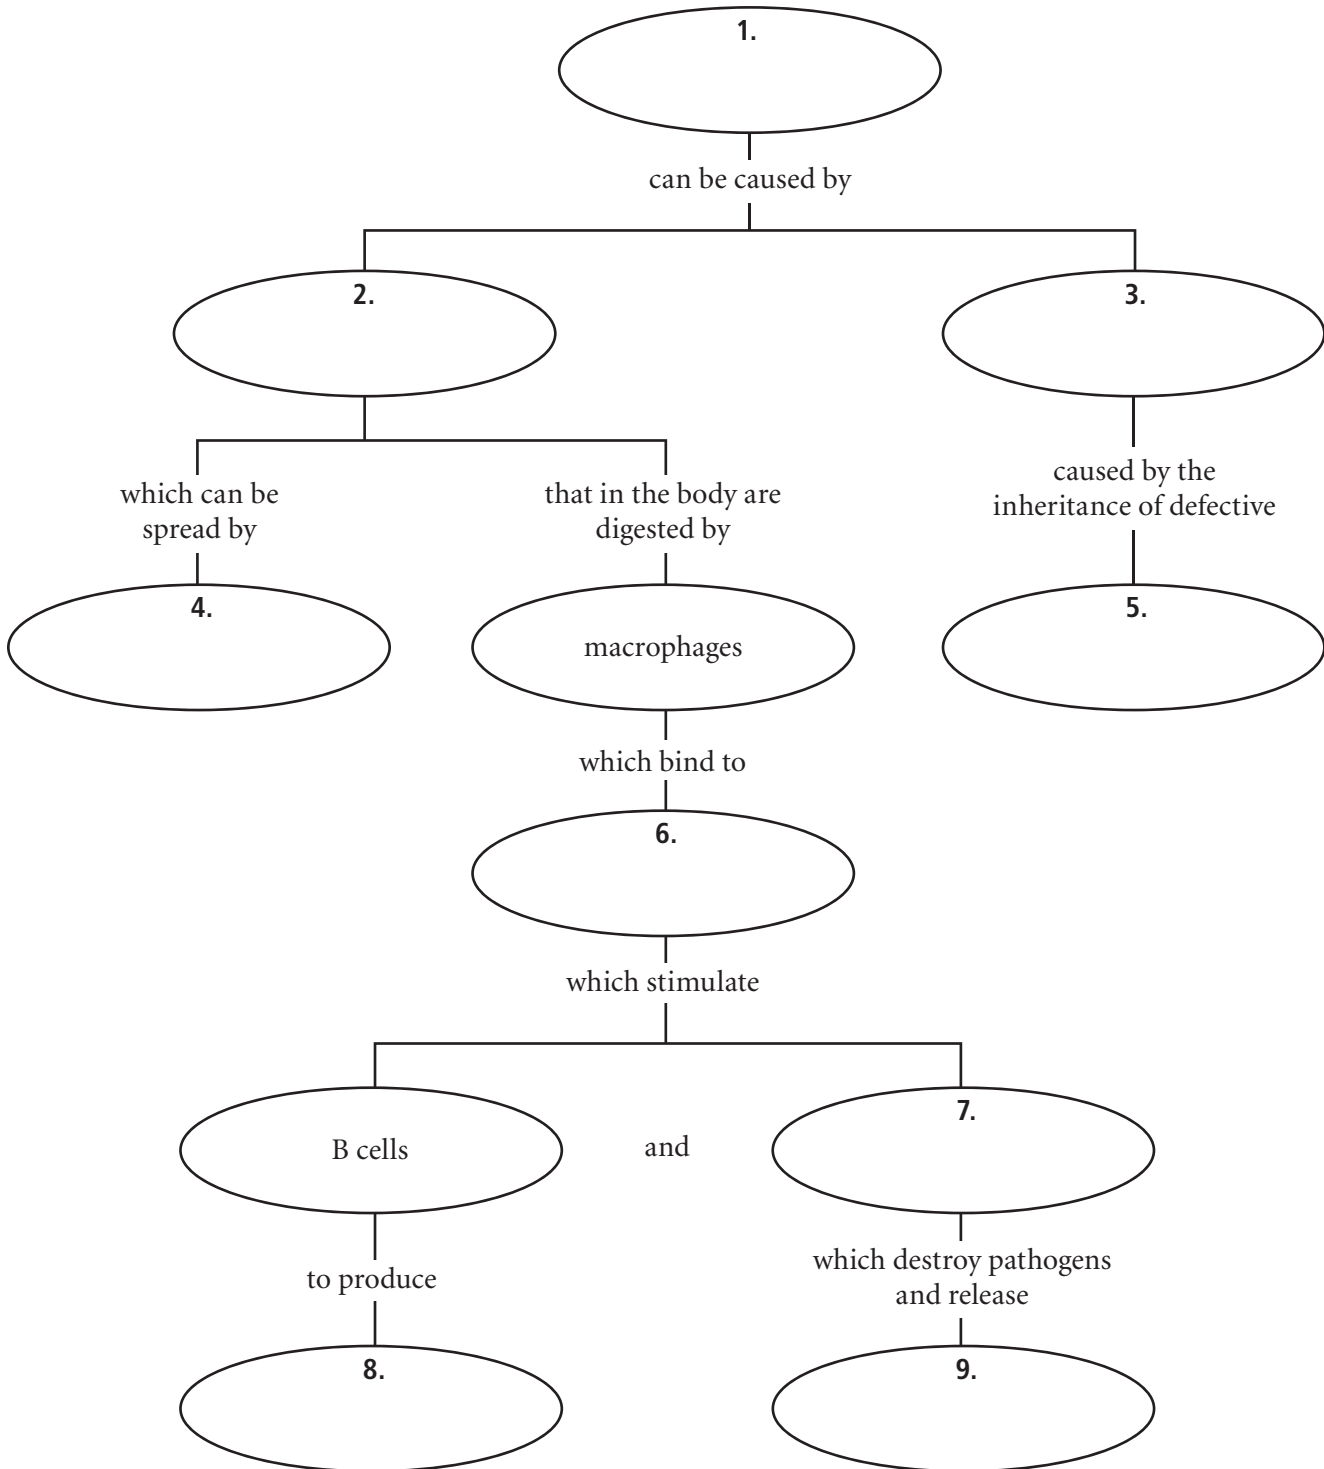 1.
can be caused by
2.
3.
which can be
spread by
that in the body are
digested by
caused by the
inheritance of defective
4.
macrophages
5.
which bind to
6.
which stimulate
B cells
and
7.
to produce
which destroy pathogens
and release
8.
9.